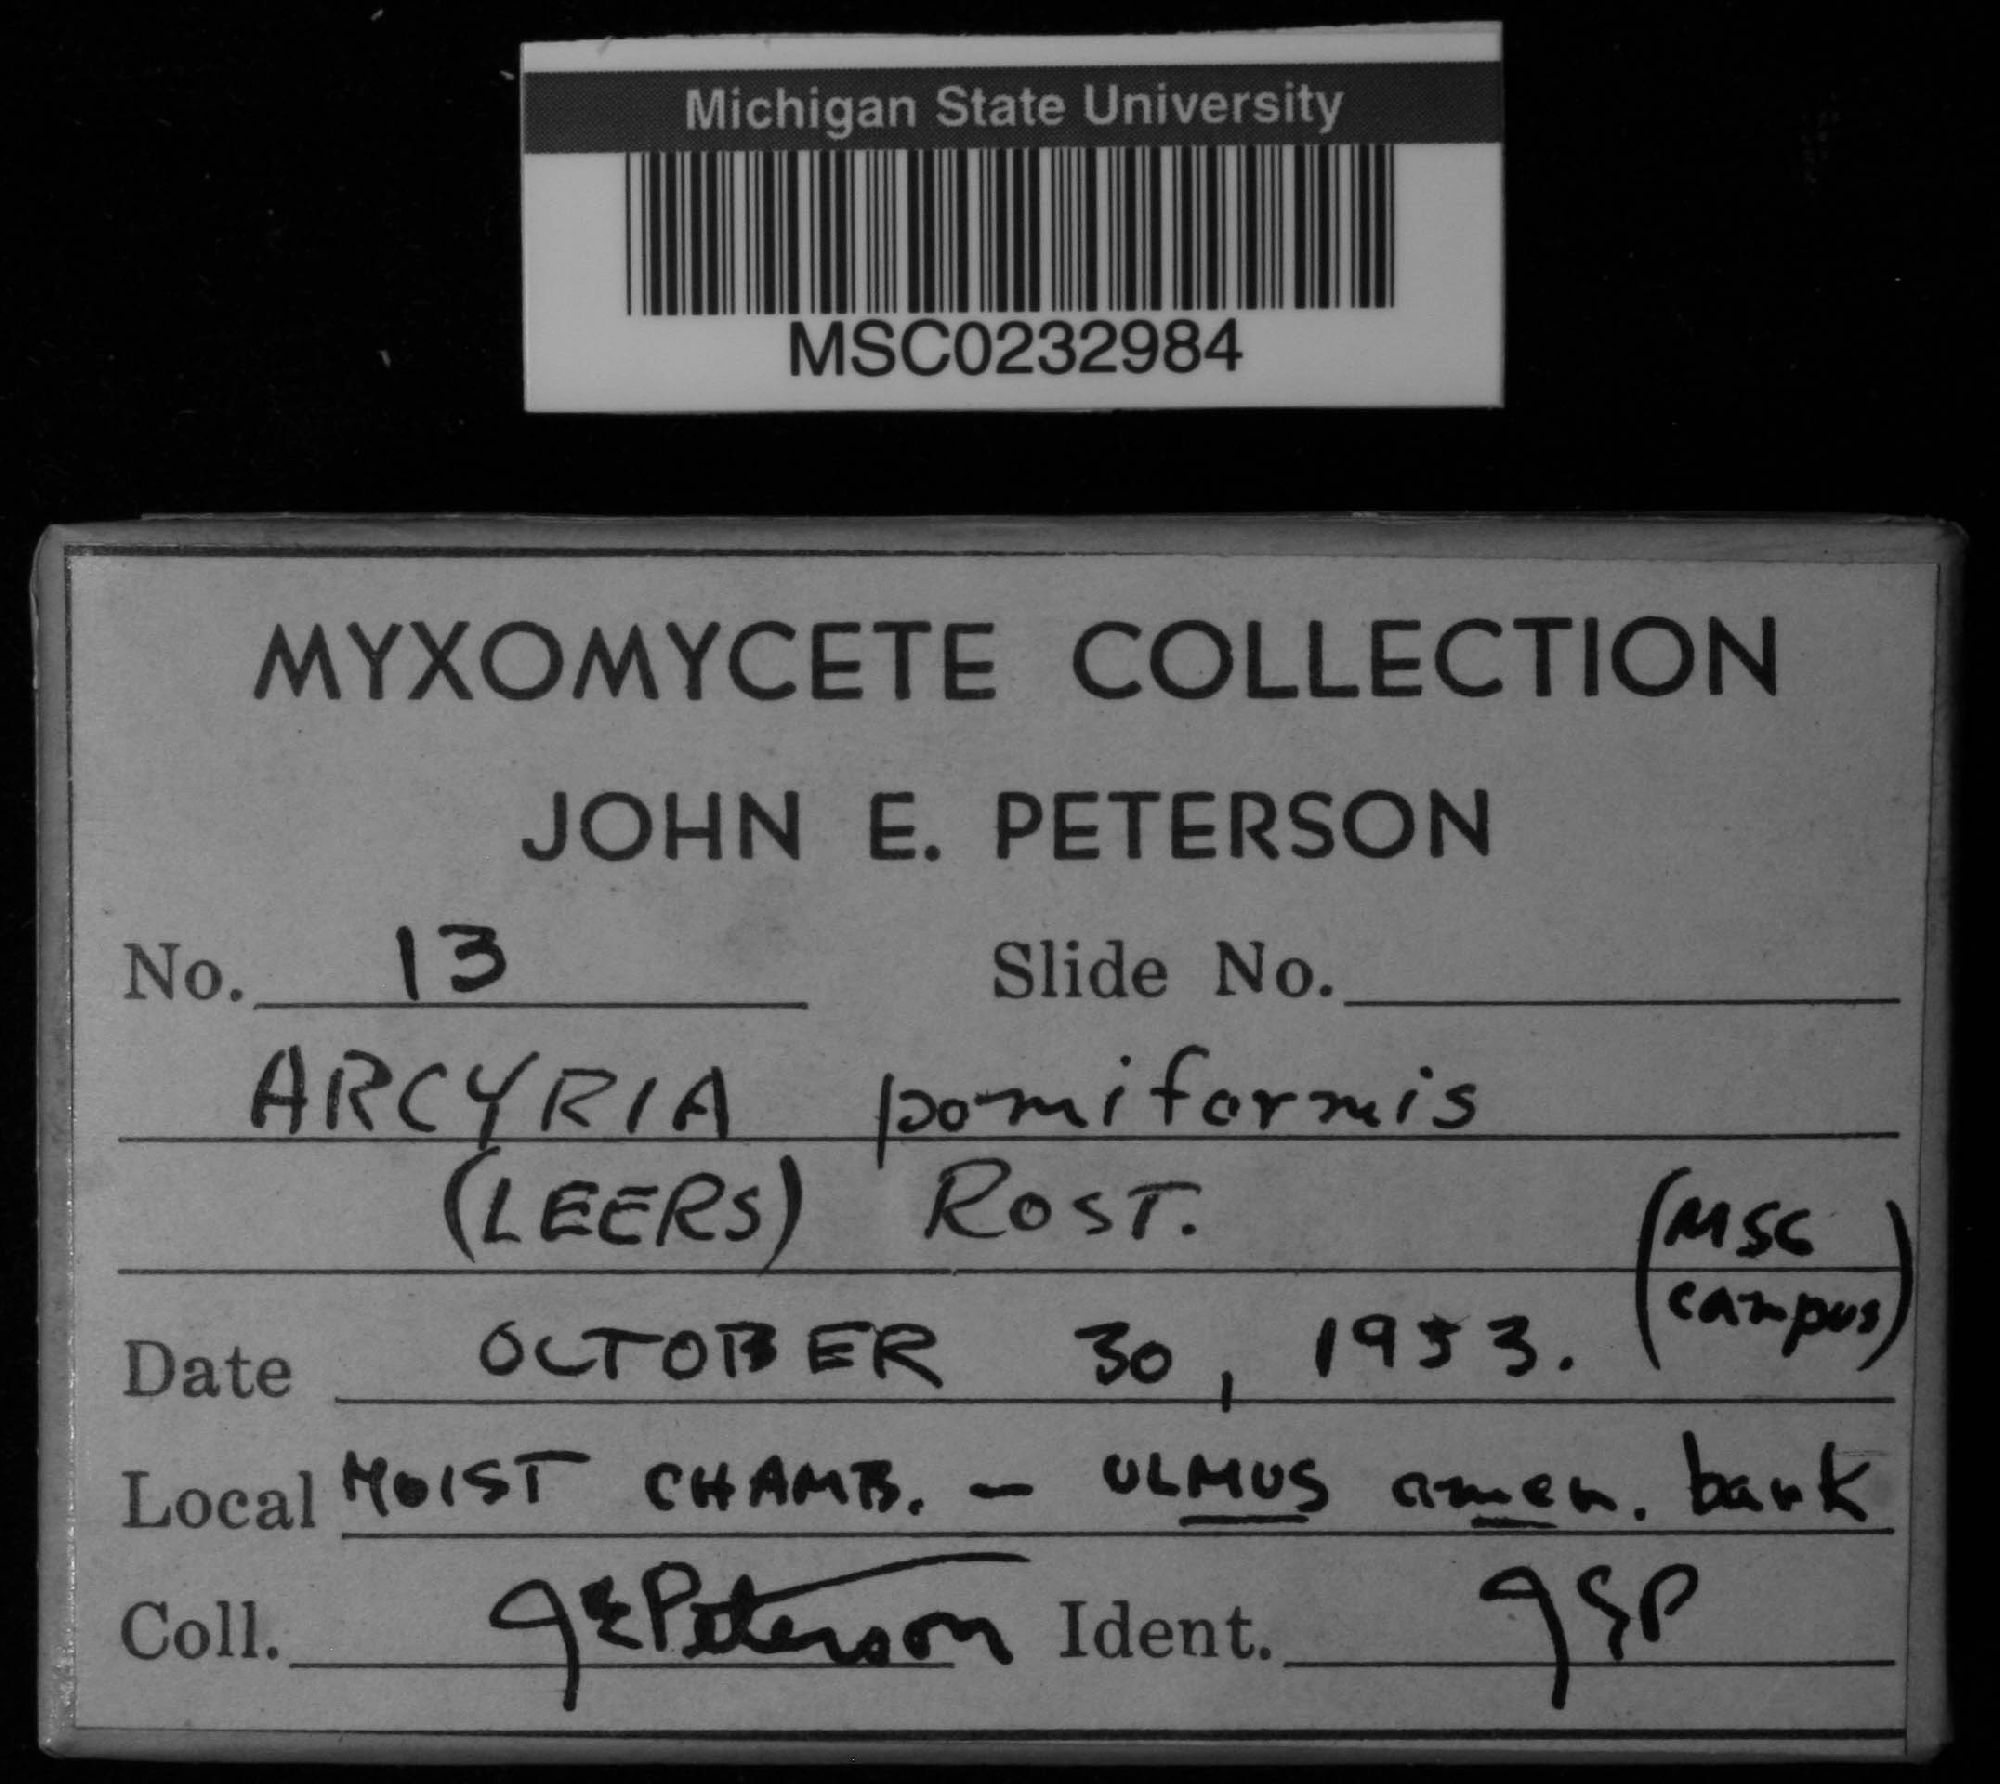 Michigan State University
MSC0232984
MYXOMYCETE COLLECTION
JOHN E. PETERSON
No. 13 Slide No.
ARCYRIA pomiformis
(LEERS) ROST.
(MSC campus)
Date OCTOBER 30, 1953.
Local MOIST CHAMB. - ULMUS amer. bark
Coll. JEPeterson Ident. JEP